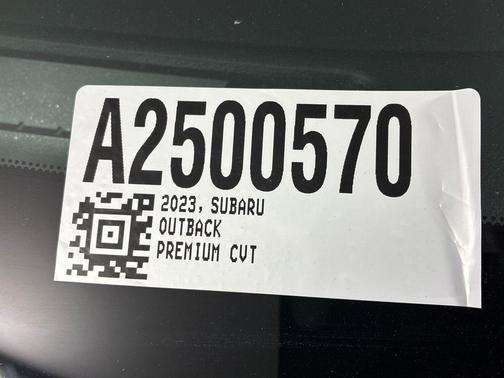 A2500570
2023, SUBARU
OUTBACK
PREMIUM CVT